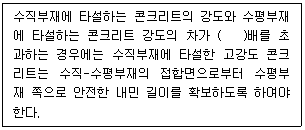 수직부재에 타설하는 콘크리트의 강도와 수평부재
에 타설하는 콘크리트 강도의 차가 (   )배를 초
과하는 경우에는 수직부재에 타설한 고강도 콘크
리트는 수직-수평부재의 접합면으로부터 수평부
재 쪽으로 안전한 내민 길이를 확보하도록 하여야
한다.